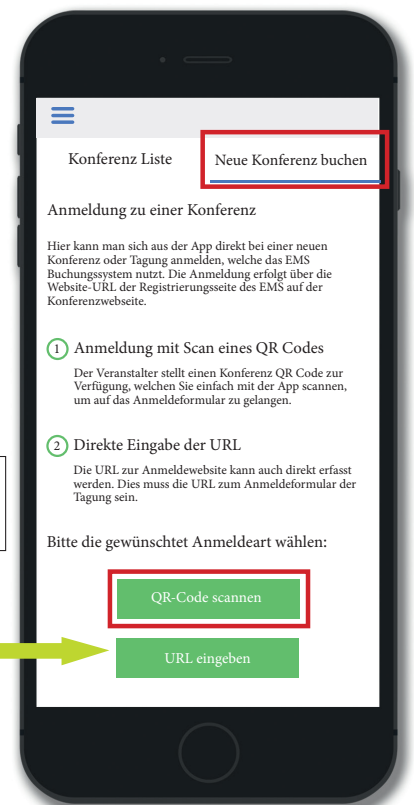 Konferenz Liste
Neue Konferenz buchen
Anmeldung zu einer Konferenz
Hier kann man sich aus der App direkt bei einer neuen
Konferenz oder Tagung anmelden, welche das EMS
Buchungssystem nutzt. Die Anmeldung erfolgt über die
Website-URL der Registrierungsseite des EMS auf der
Konferenzwebseite.
1 Anmeldung mit Scan eines QR Codes
Der Veranstalter stellt einen Konferenz QR Code zur
Verfügung, welchen Sie einfach mit der App scannen,
um auf das Anmeldeformular zu gelangen.
2 Direkte Eingabe der URL
Die URL zur Anmeldewebsite kann auch direkt erfasst
werden. Dies muss die URL zum Anmeldeformular der
Tagung sein.
Bitte die gewünschtet Anmeldeart wählen:
QR-Code scannen
URL eingeben